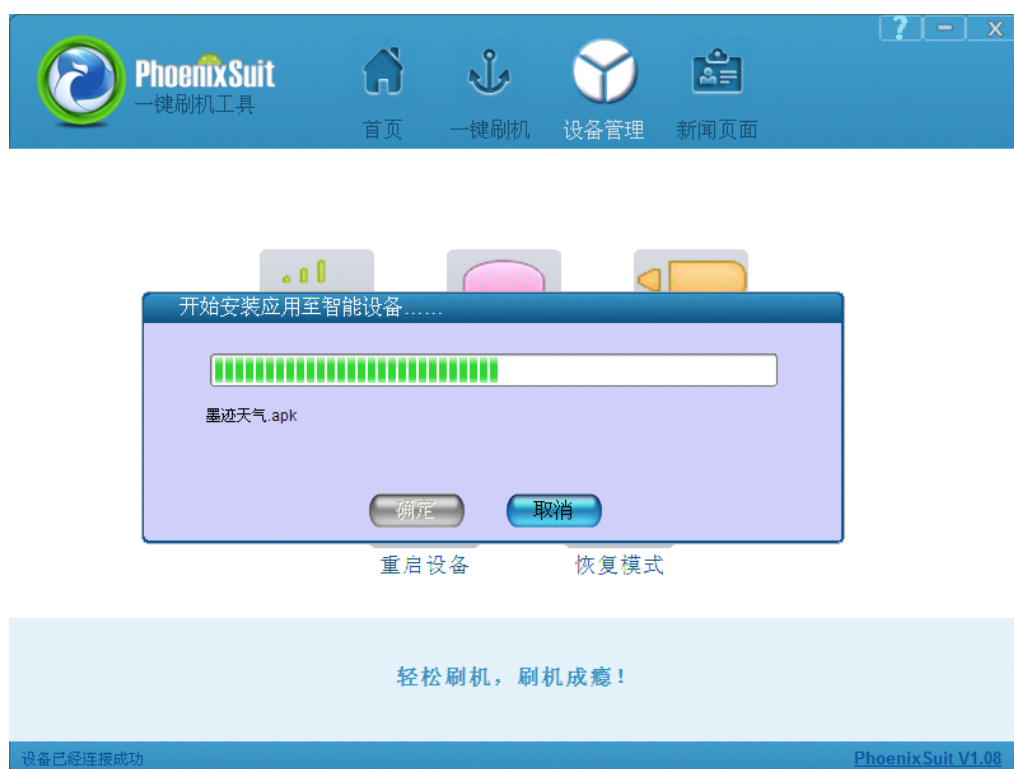 ?
-
x
PhoenixSuit
一键刷机工具
首页
一键刷机
设备管理
新闻页面
开始安装应用至智能设备……
墨迹天气.apk
确定
取消
重启设备
恢复模式
轻松刷机，刷机成瘾！
设备已经连接成功
PhoenixSuit V1.08